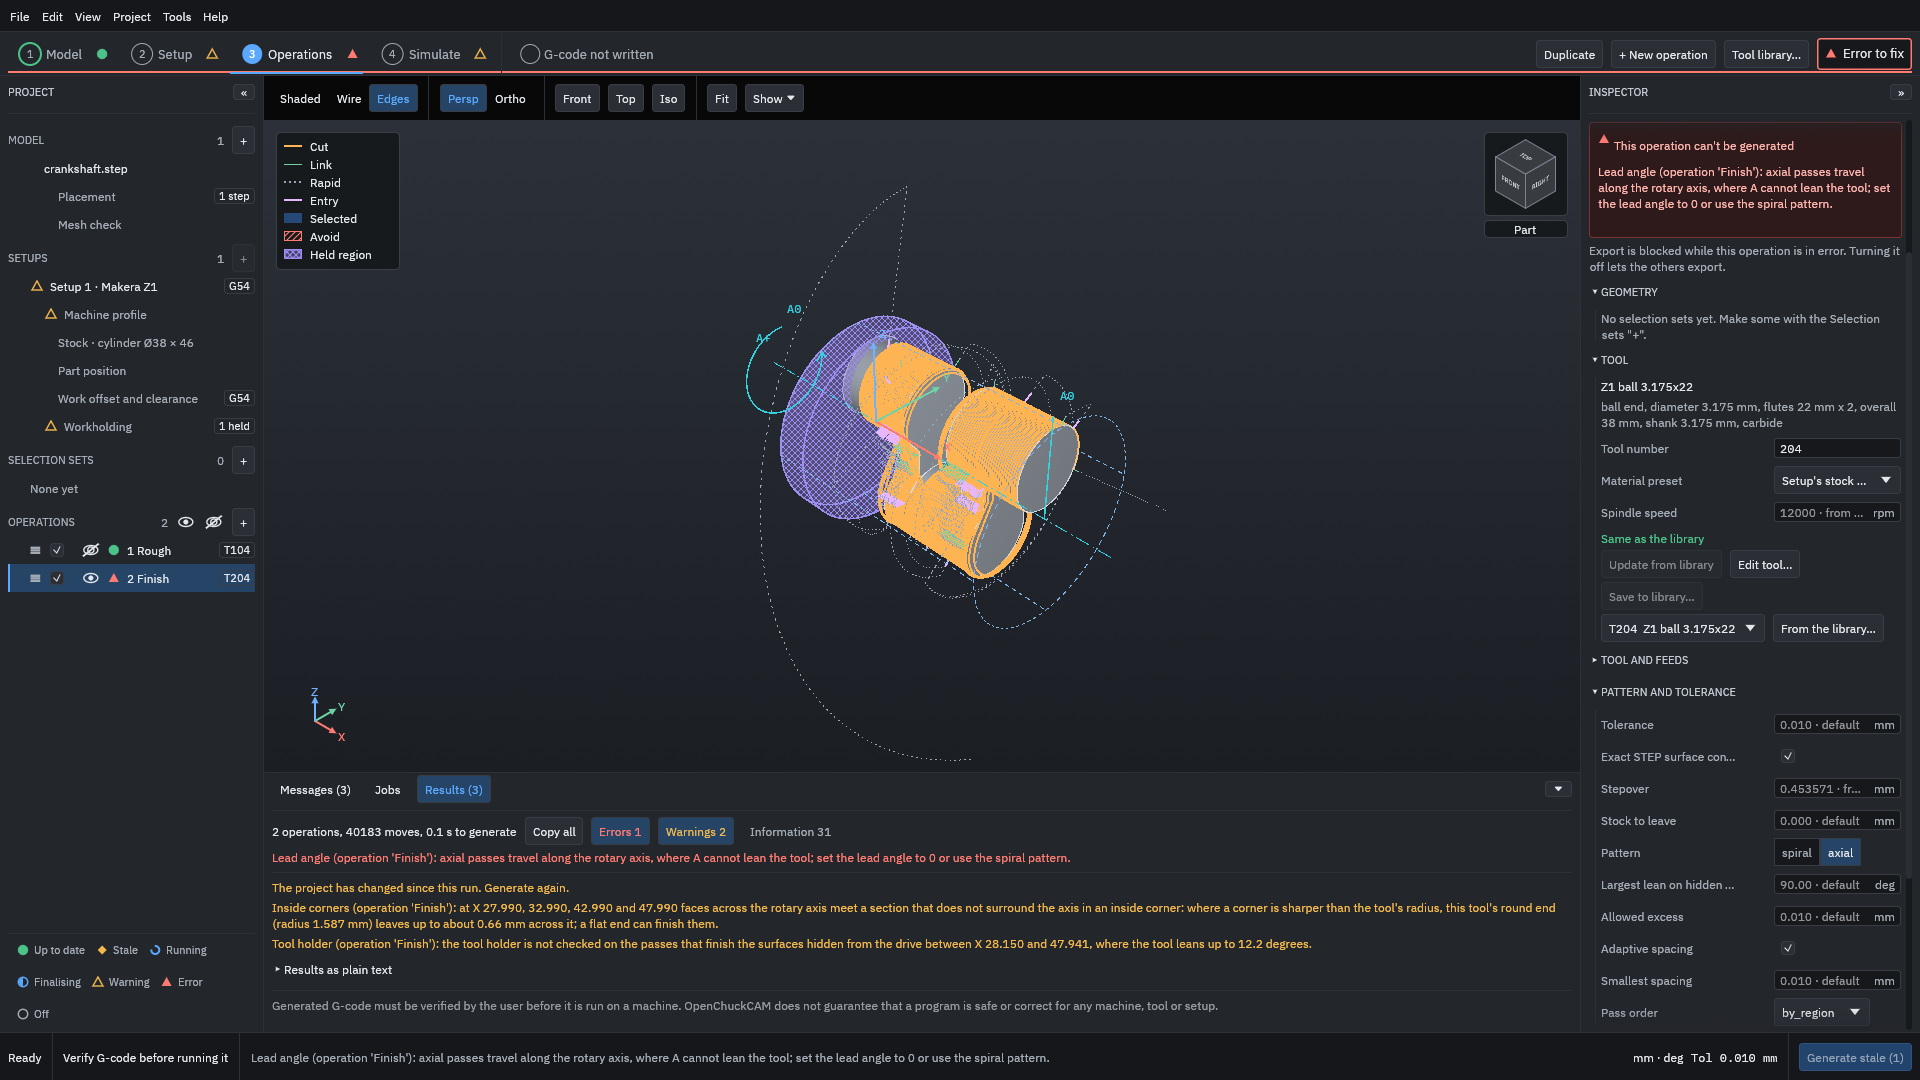 File Edit View Project Tools Help
1 Model 2 Setup 3 Operations 4 Simulate G-code not written Duplicate + New operation Tool library... Error to fix
PROJECT «
MODEL 1 +
crankshaft.step
Placement 1 step
Mesh check
SETUPS 1 +
Setup 1 · Makera Z1 G54
Machine profile
Stock · cylinder Ø38 × 46
Part position
Work offset and clearance G54
Workholding 1 held
SELECTION SETS 0 +
None yet
OPERATIONS 2 +
1 Rough T104
2 Finish T204
Up to date Stale Running
Finalising Warning Error
Off
Shaded Wire Edges Persp Ortho Front Top Iso Fit Show
Cut
Link
Rapid
Entry
Selected
Avoid
Held region
A0
A+
A0
Y
Z
Y
X
TOP
FRONT RIGHT
Part
Messages (3) Jobs Results (3)
2 operations, 40183 moves, 0.1 s to generate Copy all Errors 1 Warnings 2 Information 31
Lead angle (operation 'Finish'): axial passes travel along the rotary axis, where A cannot lean the tool; set the lead angle to 0 or use the spiral pattern.
The project has changed since this run. Generate again.
Inside corners (operation 'Finish'): at X 27.990, 32.990, 42.990 and 47.990 faces across the rotary axis meet a section that does not surround the axis in an inside corner: where a corner is sharper than the tool's radius, this tool's round end
(radius 1.587 mm) leaves up to about 0.66 mm across it; a flat end can finish them.
Tool holder (operation 'Finish'): the tool holder is not checked on the passes that finish the surfaces hidden from the drive between X 28.150 and 47.941, where the tool leans up to 12.2 degrees.
Results as plain text
Generated G-code must be verified by the user before it is run on a machine. OpenChuckCAM does not guarantee that a program is safe or correct for any machine, tool or setup.
INSPECTOR »
This operation can't be generated
Lead angle (operation 'Finish'): axial passes travel
along the rotary axis, where A cannot lean the tool; set
the lead angle to 0 or use the spiral pattern.
Export is blocked while this operation is in error. Turning it
off lets the others export.
GEOMETRY
No selection sets yet. Make some with the Selection
sets "+".
TOOL
Z1 ball 3.175x22
ball end, diameter 3.175 mm, flutes 22 mm x 2, overall
38 mm, shank 3.175 mm, carbide
Tool number 204
Material preset Setup's stock ...
Spindle speed 12000 · from ... rpm
Same as the library
Update from library Edit tool...
Save to library...
T204 Z1 ball 3.175x22 From the library...
TOOL AND FEEDS
PATTERN AND TOLERANCE
Tolerance 0.010 · default mm
Exact STEP surface con...
Stepover 0.453571 · fr... mm
Stock to leave 0.000 · default mm
Pattern spiral axial
Largest lean on hidden ... 90.00 · default deg
Allowed excess 0.010 · default mm
Adaptive spacing
Smallest spacing 0.010 · default mm
Pass order by_region
Ready Verify G-code before running it Lead angle (operation 'Finish'): axial passes travel along the rotary axis, where A cannot lean the tool; set the lead angle to 0 or use the spiral pattern. mm · deg Tol 0.010 mm Generate stale (1)